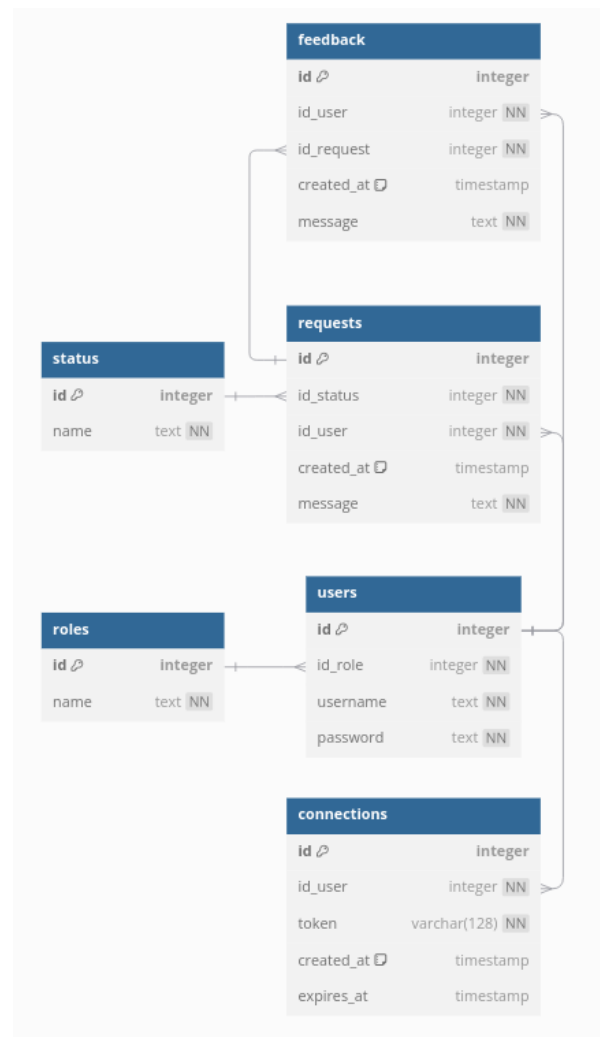 feedback
id integer
id_user integer NN
id_request integer NN
created_at timestamp
message text NN
requests
id integer
id_status integer NN
id_user integer NN
created_at timestamp
message text NN
status
id integer
name text NN
users
id integer
id_role integer NN
username text NN
password text NN
roles
id integer
name text NN
connections
id integer
id_user integer NN
token varchar(128) NN
created_at timestamp
expires_at timestamp